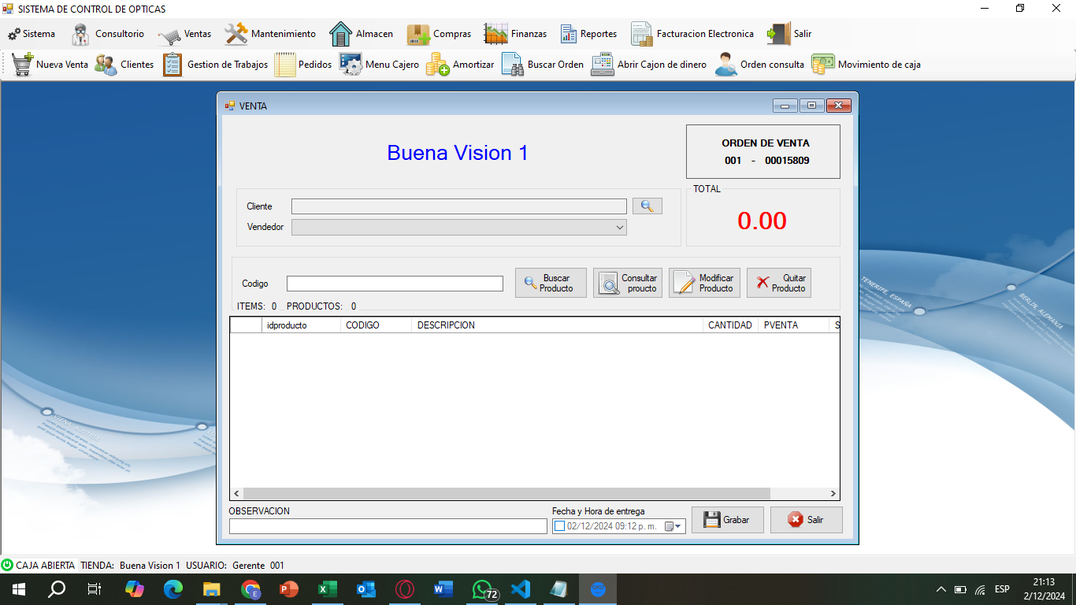 SISTEMA DE CONTROL DE OPTICAS
Sistema Consultorio Ventas Mantenimiento Almacen Compras Finanzas Reportes Facturacion Electronica Salir
Nueva Venta Clientes Gestion de Trabajos Pedidos Menu Cajero Amortizar Buscar Orden Abrir Cajon de dinero Orden consulta Movimiento de caja
VENTA
Buena Vision 1
ORDEN DE VENTA
001 - 00015809
Cliente
Vendedor
TOTAL
0.00
Codigo
Buscar
Producto
Consultar
proucto
Modificar
Producto
Quitar
Producto
ITEMS: 0 PRODUCTOS: 0
idproducto CODIGO DESCRIPCION CANTIDAD PVENTA S
OBSERVACION
Fecha y Hora de entrega
02/12/2024 09:12 p. m.
Grabar
Salir
TENERIFE, ESPAÑA
BERLIN, ALEMANIA
CAJA ABIERTA TIENDA: Buena Vision 1 USUARIO: Gerente 001
72
ESP
21:13
2/12/2024